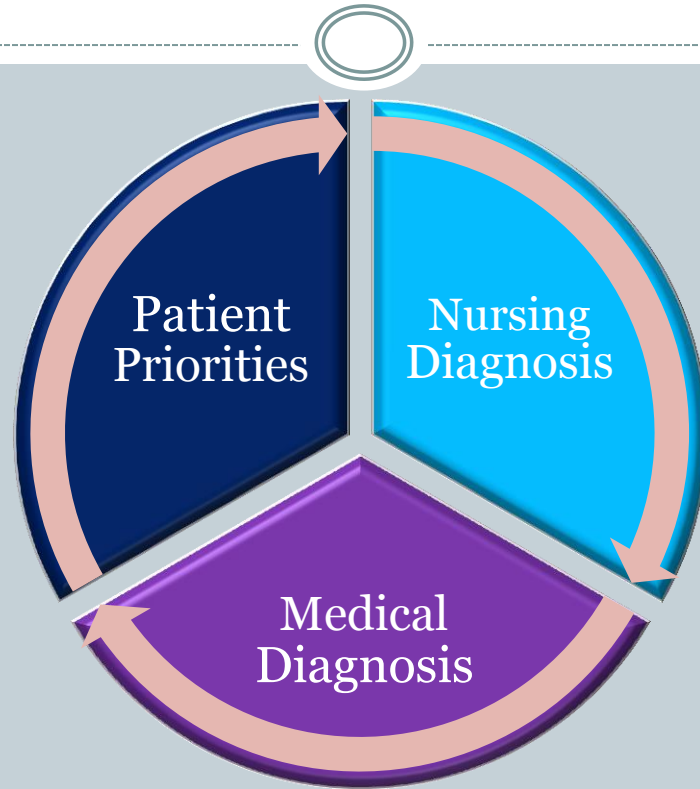 Patient
Priorities
Nursing
Diagnosis
Medical
Diagnosis